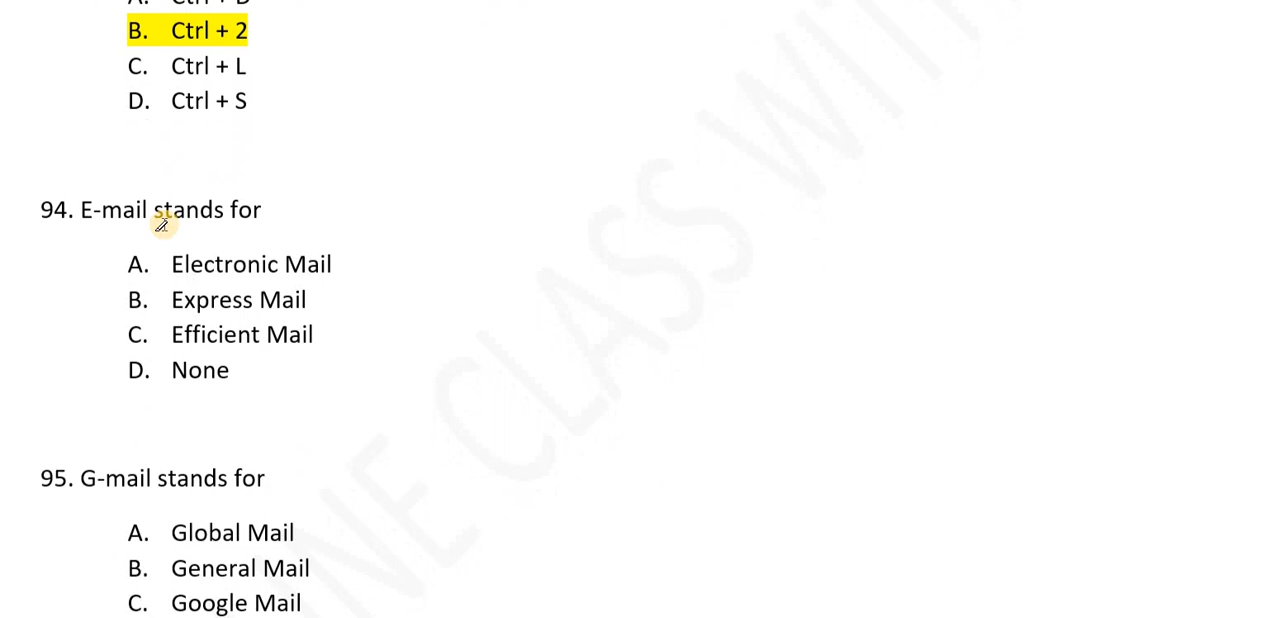 B. Ctrl + 2
C. Ctrl + L
D. Ctrl + S
94. E-mail stands for
A. Electronic Mail
B. Express Mail
C. Efficient Mail
D. None
95. G-mail stands for
A. Global Mail
B. General Mail
C. Google Mail
CLASS